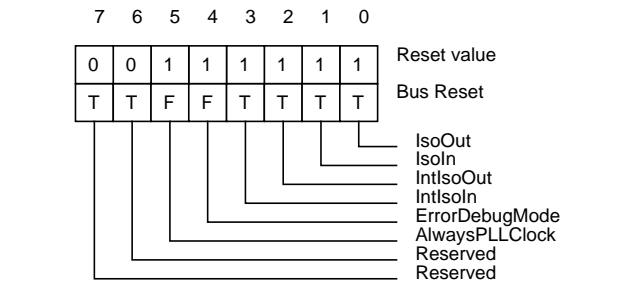 7 6 5 4 3 2 1 0
0 0 1 1 1 1 1 1 Reset value
T T F F T T T T Bus Reset
IsoOut
IsoIn
IntIsoOut
IntIsoIn
ErrorDebugMode
AlwaysPLLClock
Reserved
Reserved